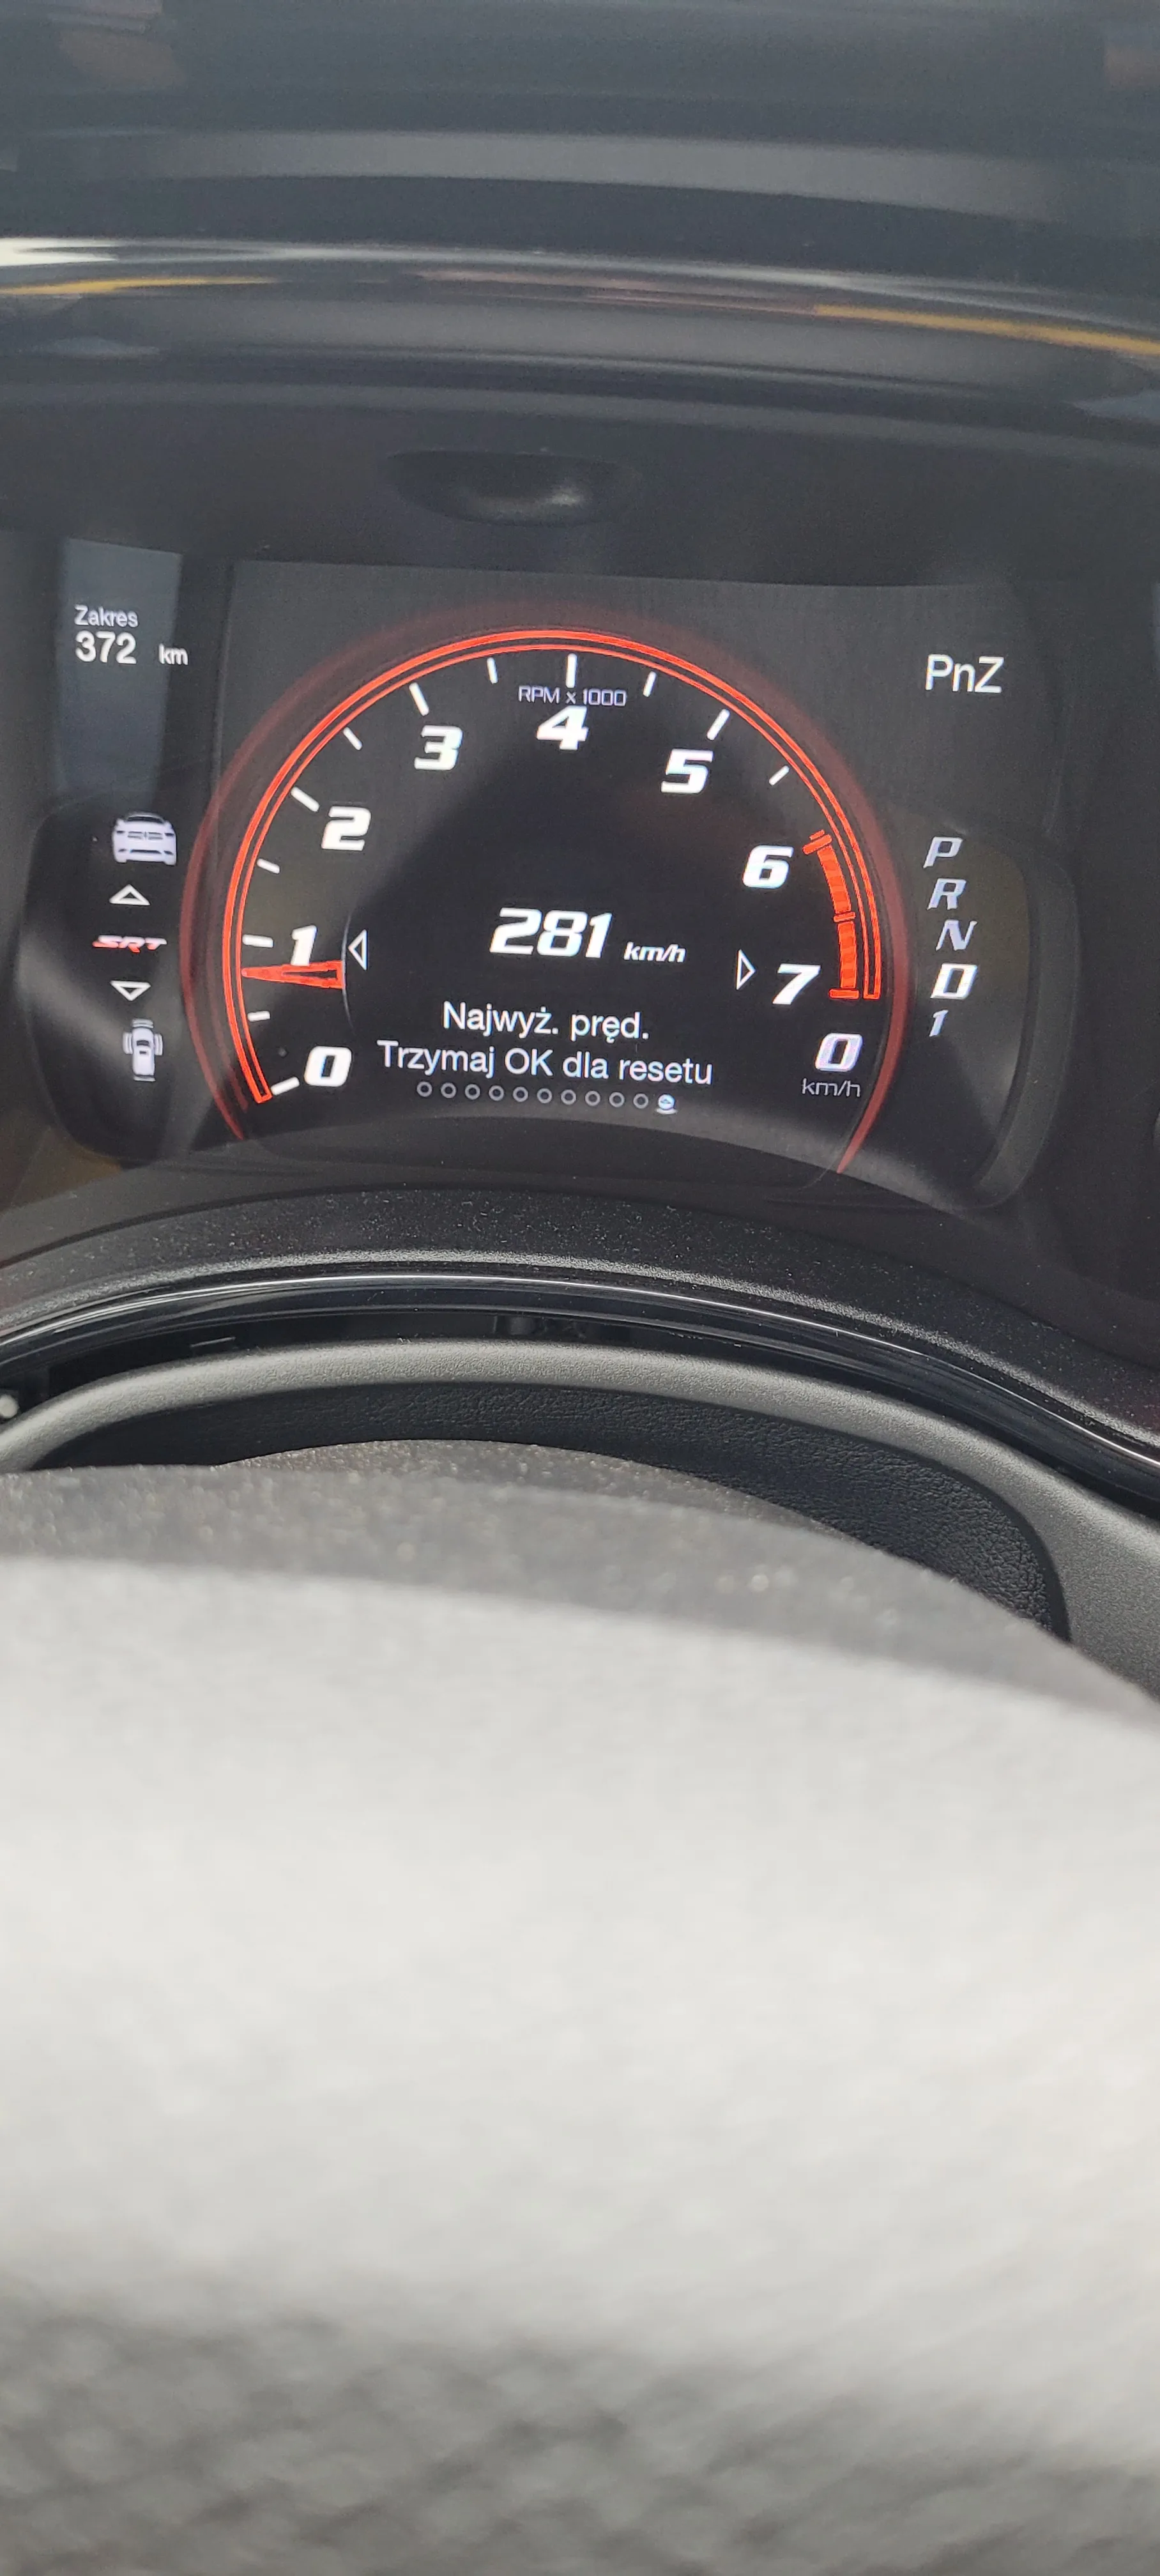 Zakres
372 km
PnZ
RPM x 1000
0
1
2
3
4
5
6
7
281 km/h
Najwyż. pręd.
Trzymaj OK dla resetu
SRT
0
km/h
P
R
N
D
1